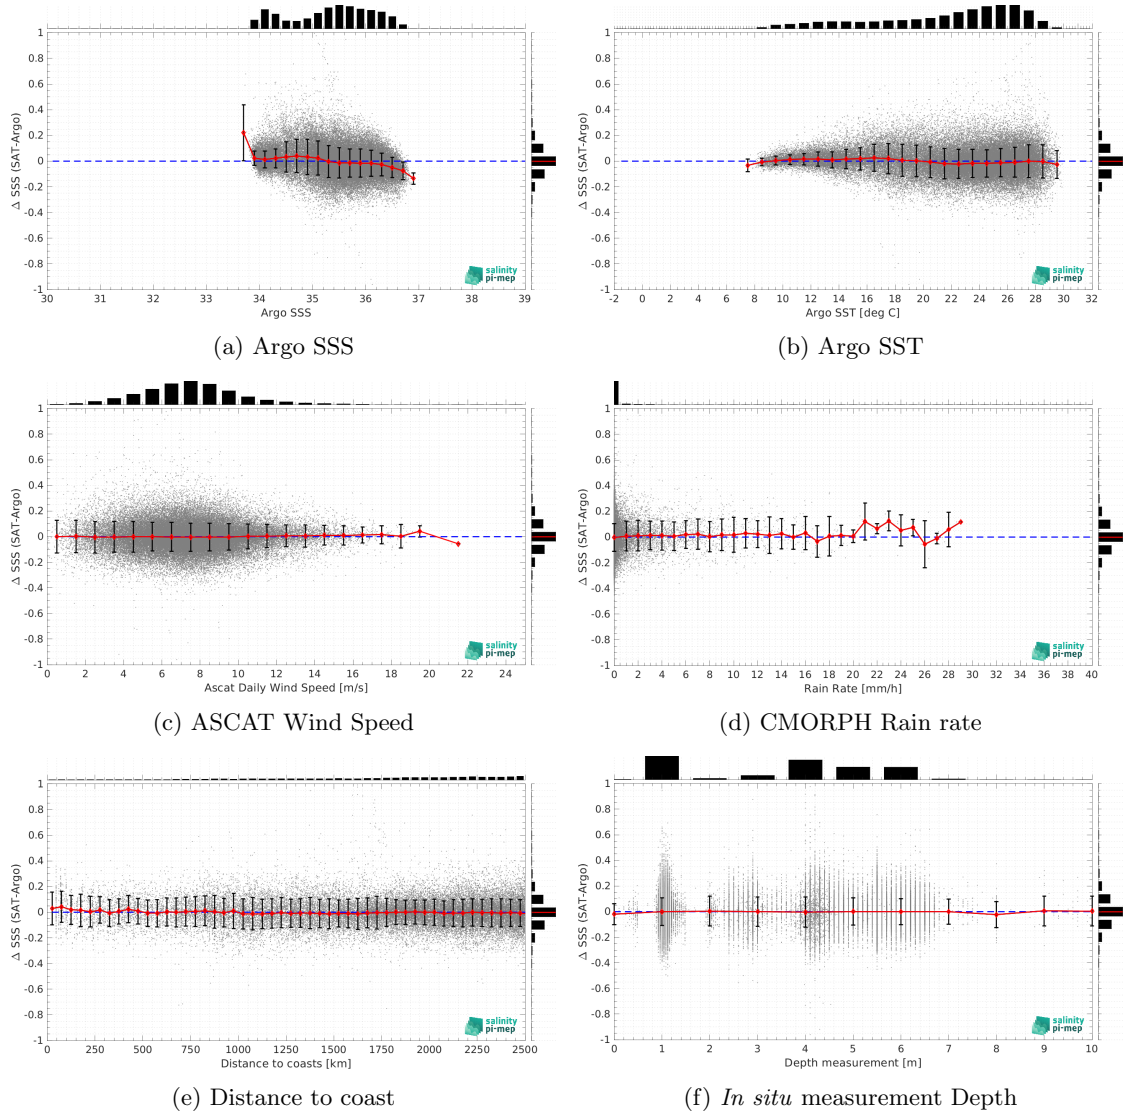 1
0.8
0.6
0.4
0.2
0
-0.2
-0.4
-0.6
-0.8
-1
Δ SSS (SAT-Argo)
30 31 32 33 34 35 36 37 38 39
Argo SSS
salinity
pi-mep
(a) Argo SSS
1
0.8
0.6
0.4
0.2
0
-0.2
-0.4
-0.6
-0.8
-1
Δ SSS (SAT-Argo)
-2 0 2 4 6 8 10 12 14 16 18 20 22 24 26 28 30 32
Argo SST [deg C]
salinity
pi-mep
(b) Argo SST
1
0.8
0.6
0.4
0.2
0
-0.2
-0.4
-0.6
-0.8
-1
Δ SSS (SAT-Argo)
0 2 4 6 8 10 12 14 16 18 20 22 24
Ascat Daily Wind Speed [m/s]
salinity
pi-mep
(c) ASCAT Wind Speed
1
0.8
0.6
0.4
0.2
0
-0.2
-0.4
-0.6
-0.8
-1
Δ SSS (SAT-Argo)
0 2 4 6 8 10 12 14 16 18 20 22 24 26 28 30 32 34 36 38 40
Rain Rate [mm/h]
salinity
pi-mep
(d) CMORPH Rain rate
1
0.8
0.6
0.4
0.2
0
-0.2
-0.4
-0.6
-0.8
-1
Δ SSS (SAT-Argo)
0 250 500 750 1000 1250 1500 1750 2000 2250 2500
Distance to coasts [km]
salinity
pi-mep
(e) Distance to coast
1
0.8
0.6
0.4
0.2
0
-0.2
-0.4
-0.6
-0.8
-1
Δ SSS (SAT-Argo)
0 1 2 3 4 5 6 7 8 9 10
Depth measurement [m]
salinity
pi-mep
(f) In situ measurement Depth